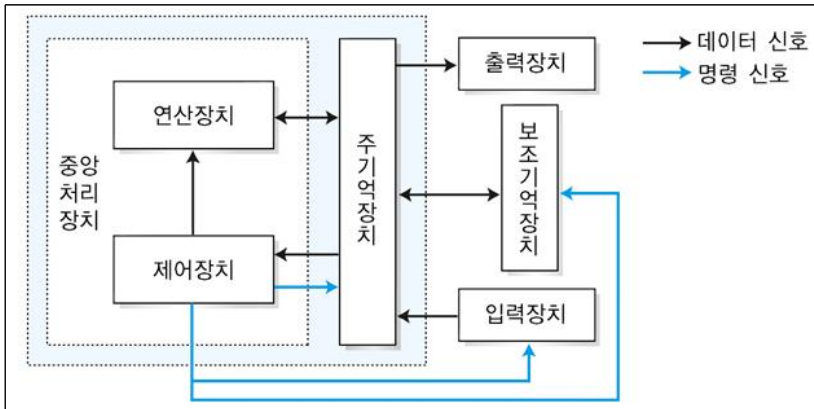 연산장치
중앙
처리
장치
제어장치
주기억장치
출력장치
보조기억장치
입력장치
데이터 신호
명령 신호